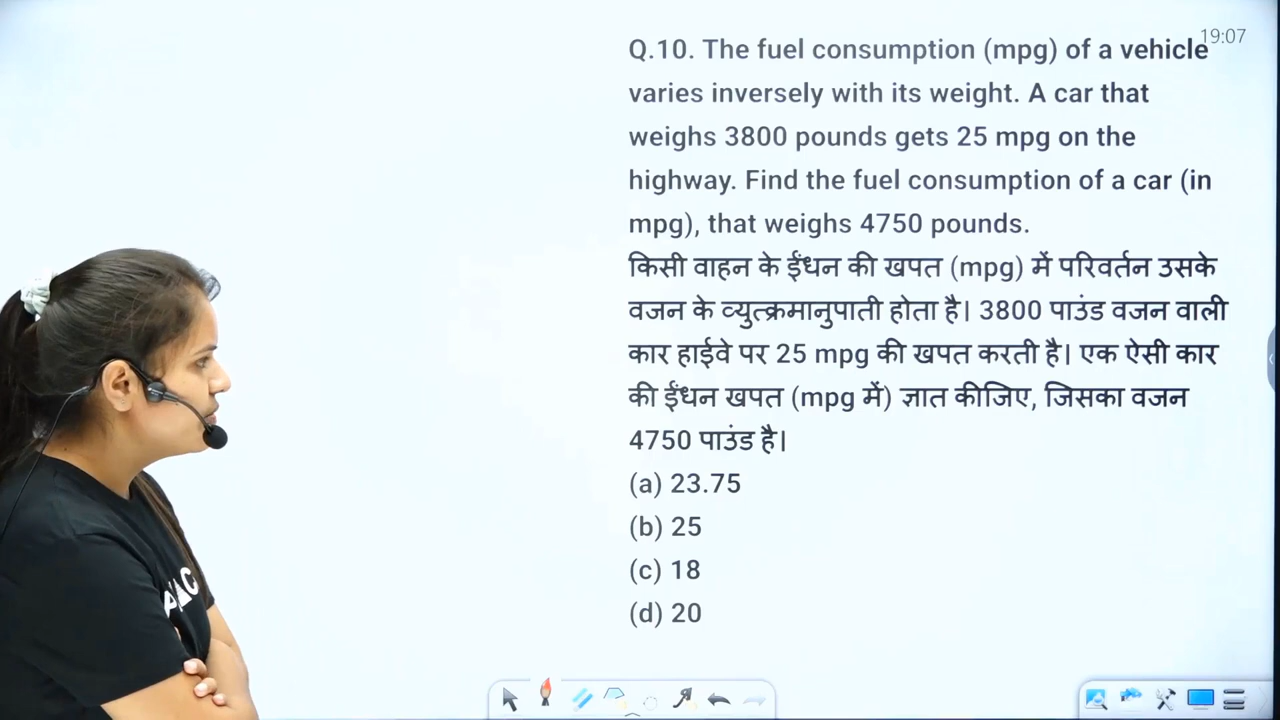 19:07
Q.10. The fuel consumption (mpg) of a vehicle
varies inversely with its weight. A car that
weighs 3800 pounds gets 25 mpg on the
highway. Find the fuel consumption of a car (in
mpg), that weighs 4750 pounds.
किसी वाहन के ईंधन की खपत (mpg) में परिवर्तन उसके
वजन के व्युत्क्रमानुपाती होता है। 3800 पाउंड वजन वाली
कार हाईवे पर 25 mpg की खपत करती है। एक ऐसी कार
की ईंधन खपत (mpg में) ज्ञात कीजिए, जिसका वजन
4750 पाउंड है।
(a) 23.75
(b) 25
(c) 18
(d) 20